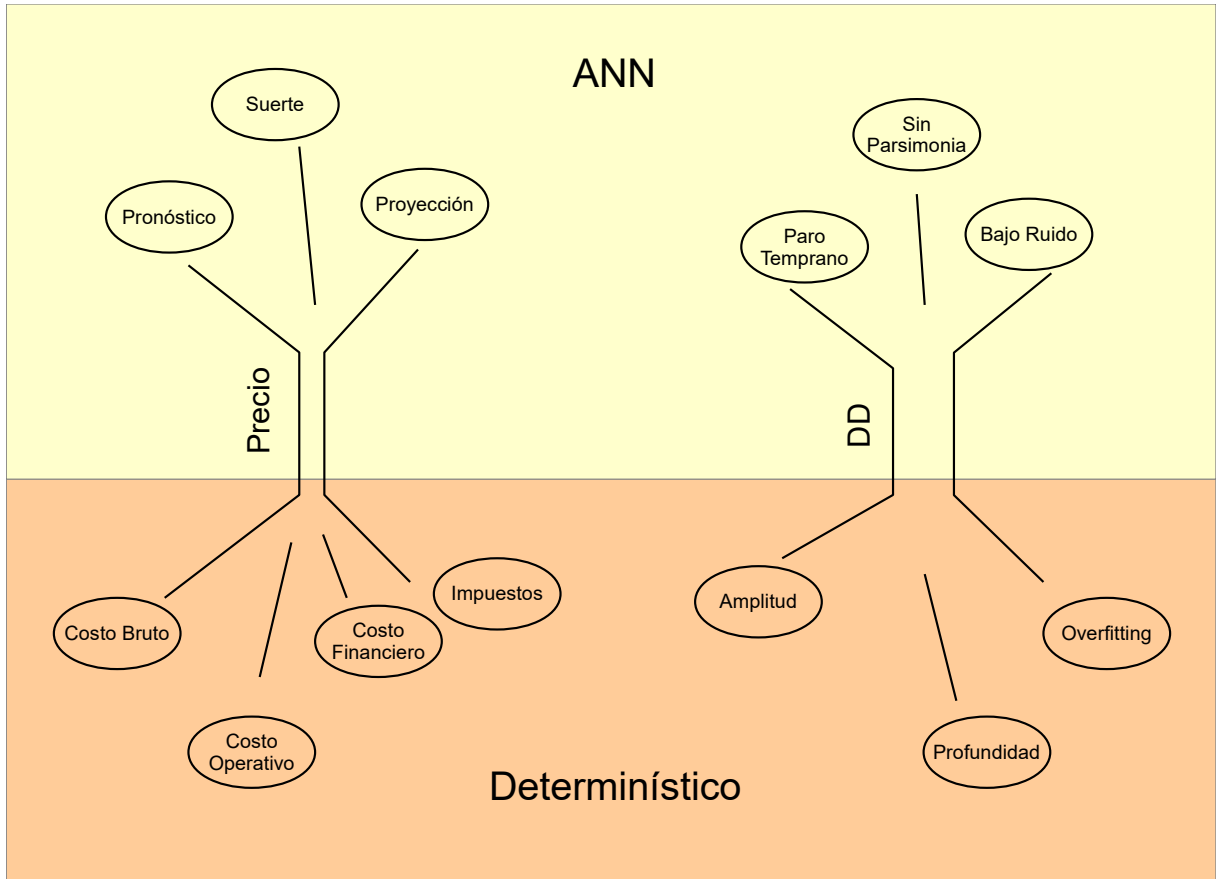 ANN
Suerte
Pronóstico
Proyección
Precio
Sin
Parsimonia
Paro
Temprano
Bajo Ruido
DD
Costo Bruto
Costo
Operativo
Costo
Financiero
Impuestos
Amplitud
Profundidad
Overfitting
Determinístico